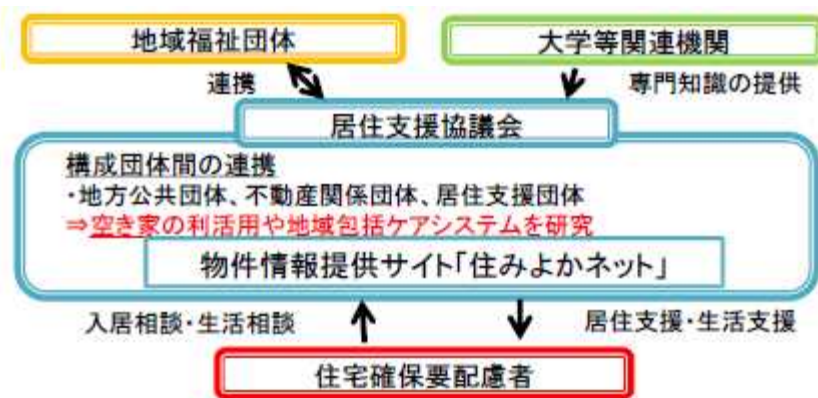 地域福祉団体
大学等関連機関
連携
専門知識の提供
居住支援協議会
構成団体間の連携
・地方公共団体、不動産関係団体、居住支援団体
⇒空き家の利活用や地域包括ケアシステムを研究
物件情報提供サイト「住みよかネット」
入居相談・生活相談
居住支援・生活支援
住宅確保要配慮者